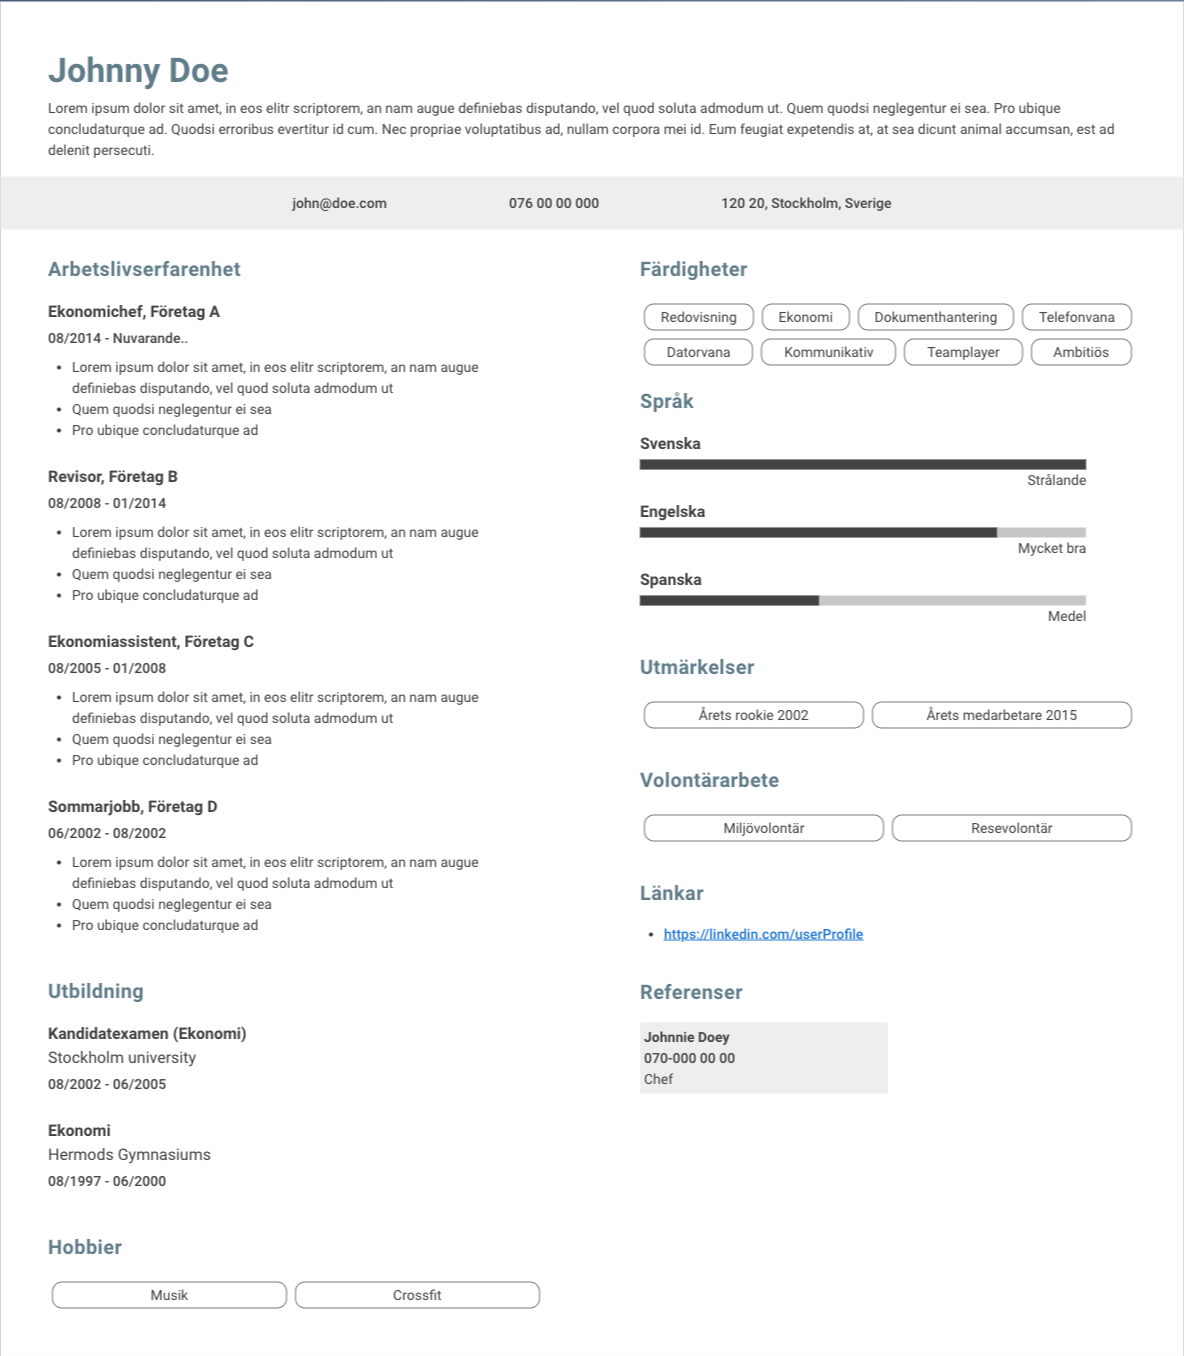 Johnny Doe
Lorem ipsum dolor sit amet, in eos elitr scriptorem, an nam augue definiebas disputando, vel quod soluta admodum ut. Quem quodsi neglegentur ei sea. Pro ubique
concludaturque ad. Quodsi erroribus evertitur id cum. Nec propriae voluptatibus ad, nullam corpora mei id. Eum feugiat expetendis at, at sea dicunt animal accumsan, est ad
delenit persecuti.
john@doe.com 076 00 00 000 120 20, Stockholm, Sverige
Arbetslivserfarenhet
Ekonomichef, Företag A
08/2014 - Nuvarande..
• Lorem ipsum dolor sit amet, in eos elitr scriptorem, an nam augue
definiebas disputando, vel quod soluta admodum ut
• Quem quodsi neglegentur ei sea
• Pro ubique concludaturque ad
Revisor, Företag B
08/2008 - 01/2014
• Lorem ipsum dolor sit amet, in eos elitr scriptorem, an nam augue
definiebas disputando, vel quod soluta admodum ut
• Quem quodsi neglegentur ei sea
• Pro ubique concludaturque ad
Ekonomiassistent, Företag C
08/2005 - 01/2008
• Lorem ipsum dolor sit amet, in eos elitr scriptorem, an nam augue
definiebas disputando, vel quod soluta admodum ut
• Quem quodsi neglegentur ei sea
• Pro ubique concludaturque ad
Sommarjobb, Företag D
06/2002 - 08/2002
• Lorem ipsum dolor sit amet, in eos elitr scriptorem, an nam augue
definiebas disputando, vel quod soluta admodum ut
• Quem quodsi neglegentur ei sea
• Pro ubique concludaturque ad
Utbildning
Kandidatexamen (Ekonomi)
Stockholm university
08/2002 - 06/2005
Ekonomi
Hermods Gymnasiums
08/1997 - 06/2000
Hobbier
Musik Crossfit
Färdigheter
Redovisning Ekonomi Dokumenthantering Telefonvana
Datorvana Kommunikativ Teamplayer Ambitiös
Språk
Svenska
Strålande
Engelska
Mycket bra
Spanska
Medel
Utmärkelser
Årets rookie 2002 Årets medarbetare 2015
Volontärarbete
Miljövolontär Resevolontär
Länkar
• https://linkedin.com/userProfile
Referenser
Johnnie Doey
070-000 00 00
Chef